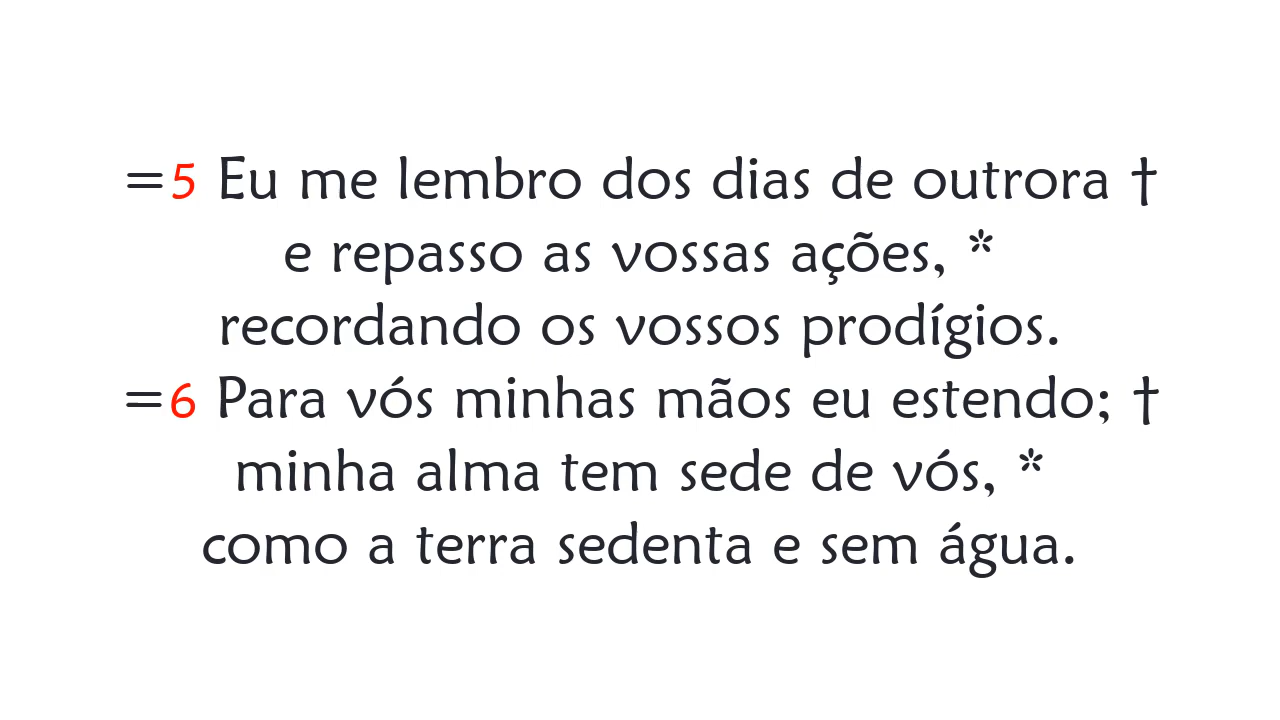 =5 Eu me lembro dos dias de outrora †
e repasso as vossas ações, *
recordando os vossos prodígios.
=6 Para vós minhas mãos eu estendo; †
minha alma tem sede de vós, *
como a terra sedenta e sem água.